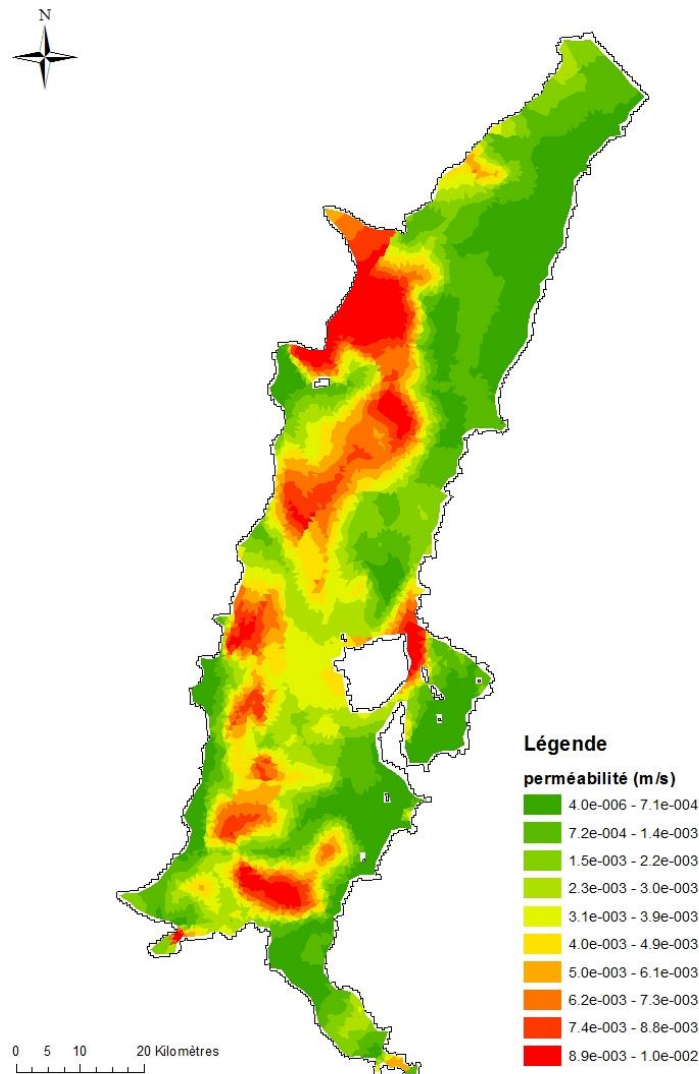 N
Légende
perméabilité (m/s)
4.0e-006 - 7.1e-004
7.2e-004 - 1.4e-003
1.5e-003 - 2.2e-003
2.3e-003 - 3.0e-003
3.1e-003 - 3.9e-003
4.0e-003 - 4.9e-003
5.0e-003 - 6.1e-003
6.2e-003 - 7.3e-003
7.4e-003 - 8.8e-003
8.9e-003 - 1.0e-002
0 5 10 20 Kilomètres